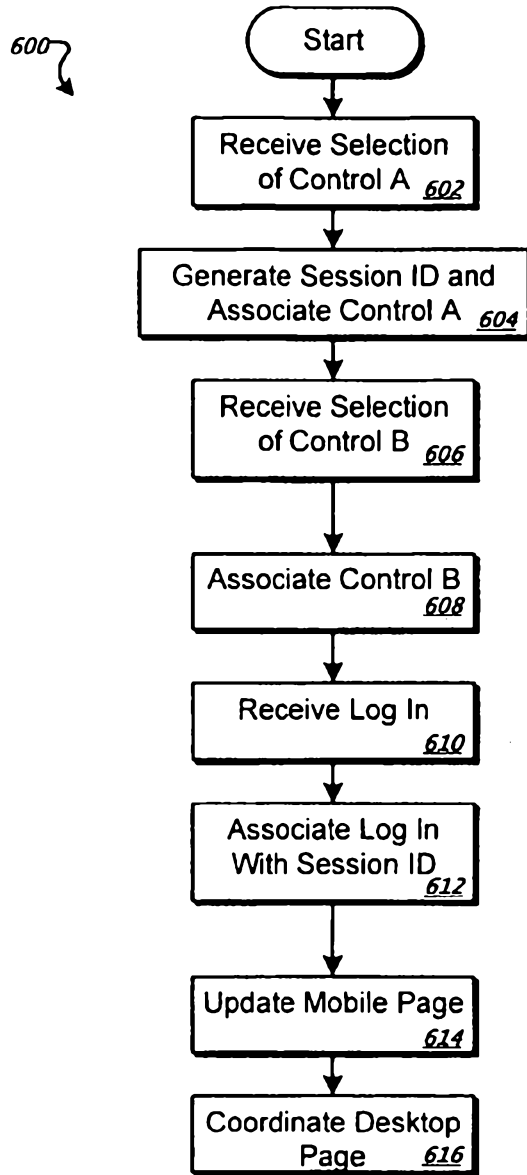 600
Start
Receive Selection
of Control A
602
Generate Session ID and
Associate Control A
604
Receive Selection
of Control B
606
Associate Control B
608
Receive Log In
610
Associate Log In
With Session ID
612
Update Mobile Page
614
Coordinate Desktop
Page
616